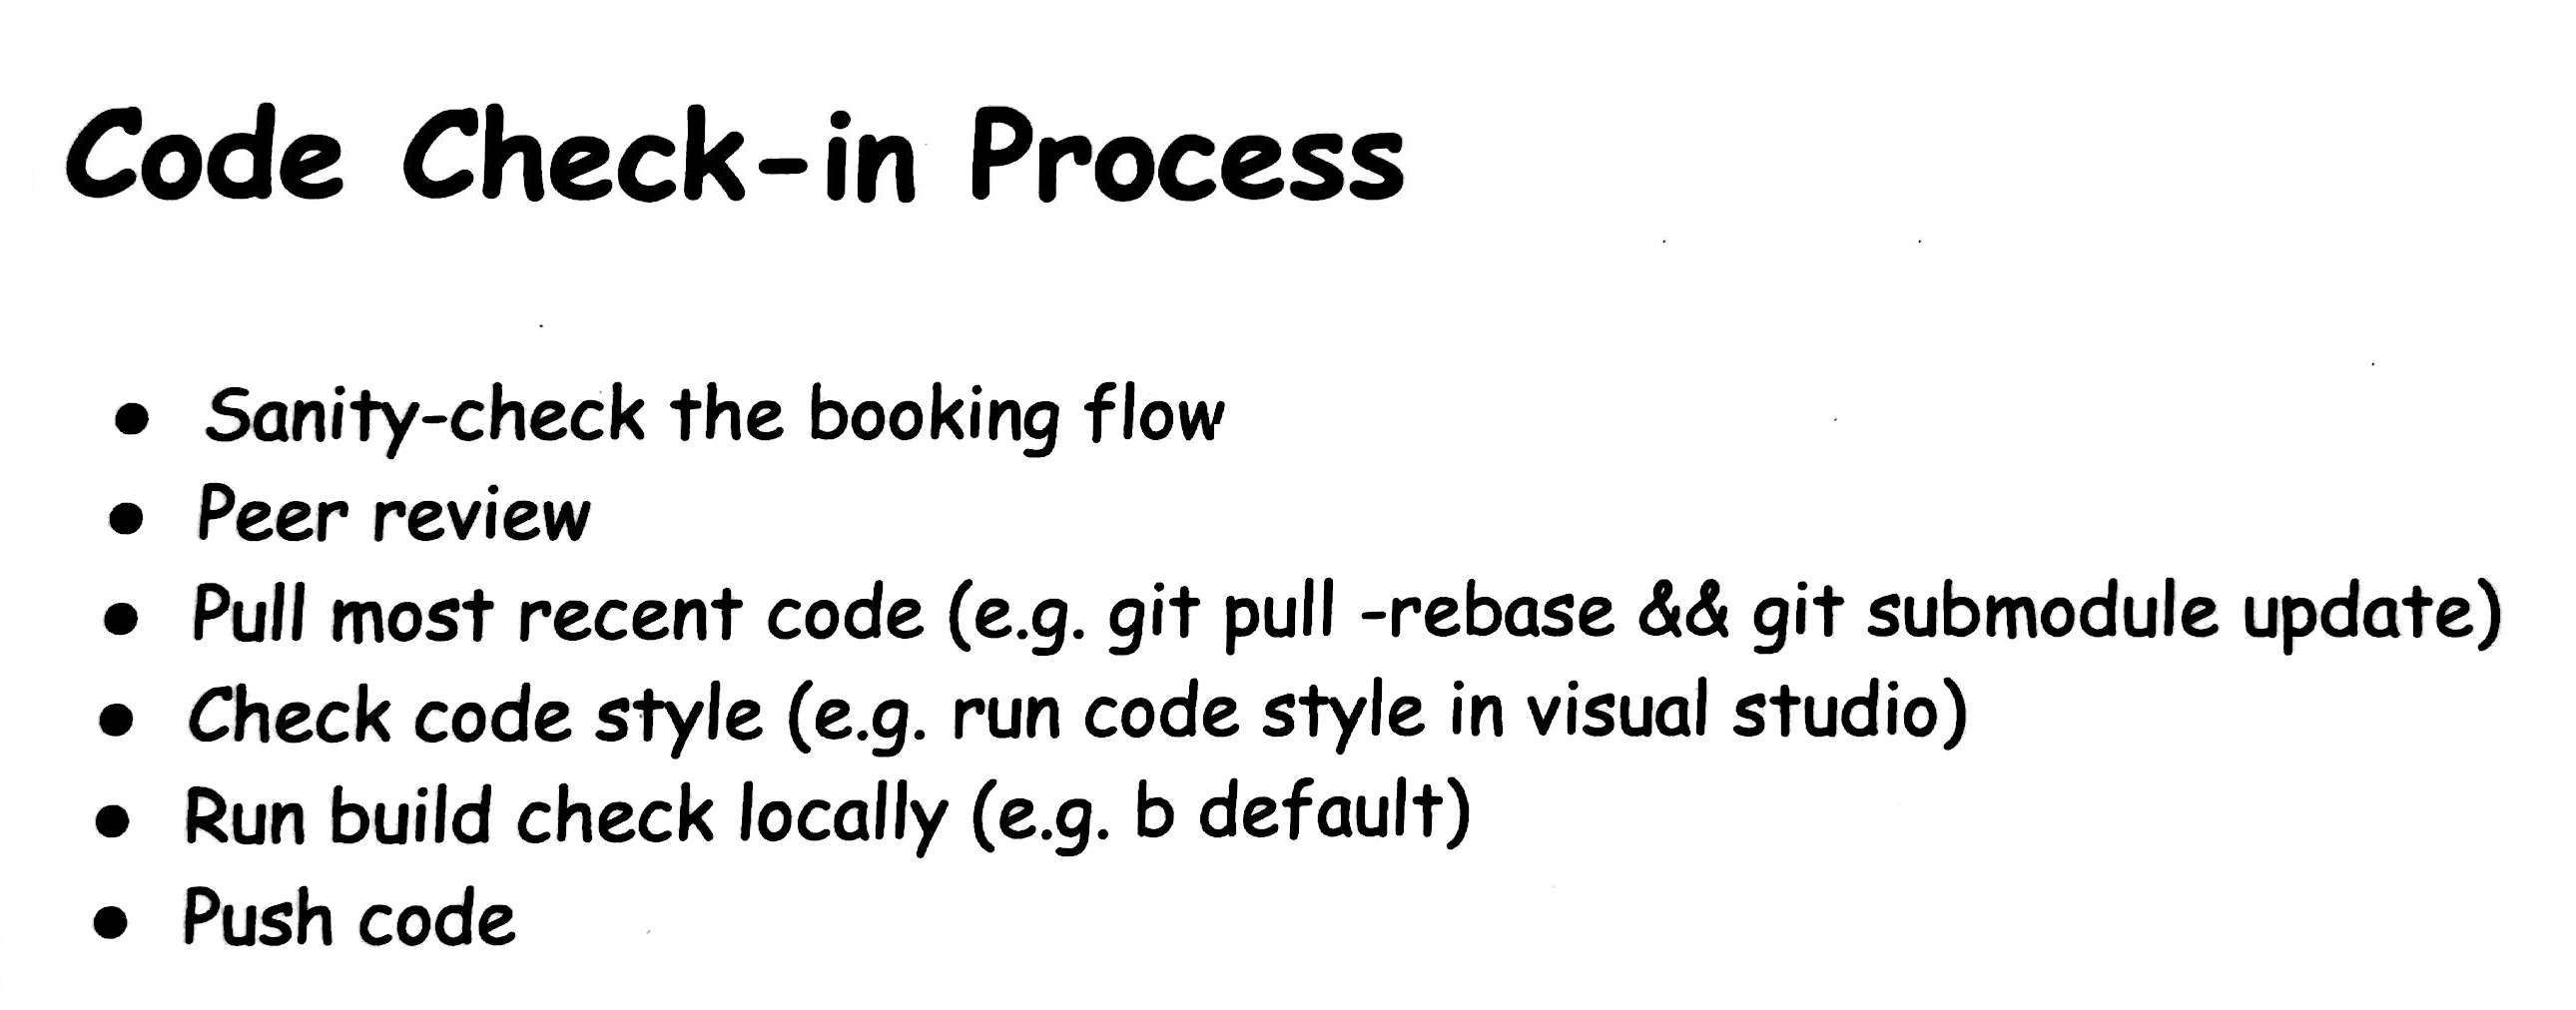 Code Check-in Process
• Sanity-check the booking flow
• Peer review
• Pull most recent code (e.g. git pull -rebase && git submodule update)
• Check code style (e.g. run code style in visual studio)
• Run build check locally (e.g. b default)
• Push code